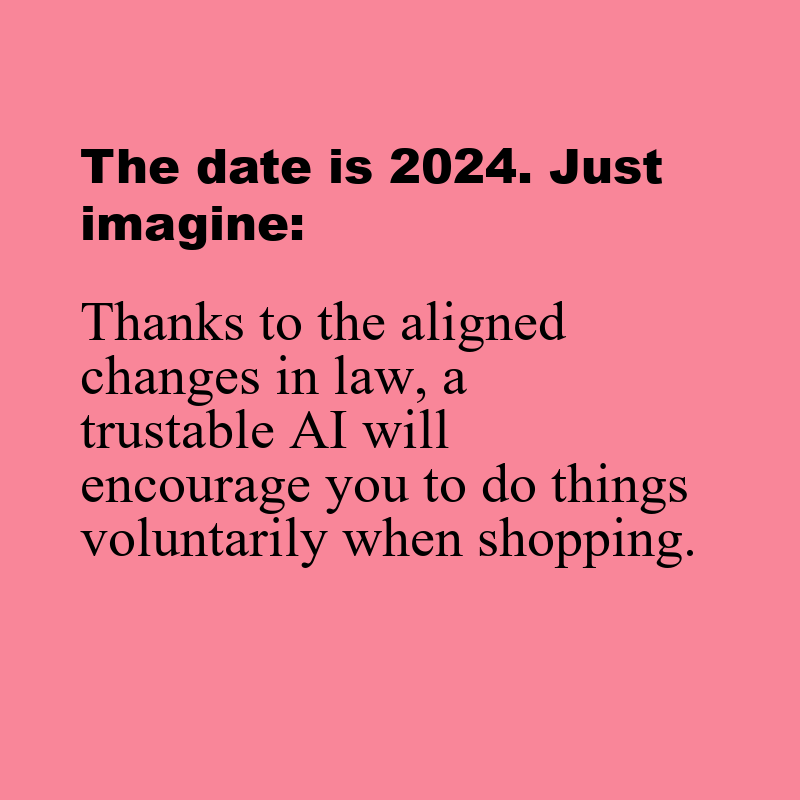 The date is 2024. Just
imagine:
Thanks to the aligned
changes in law, a
trustable AI will
encourage you to do things
voluntarily when shopping.